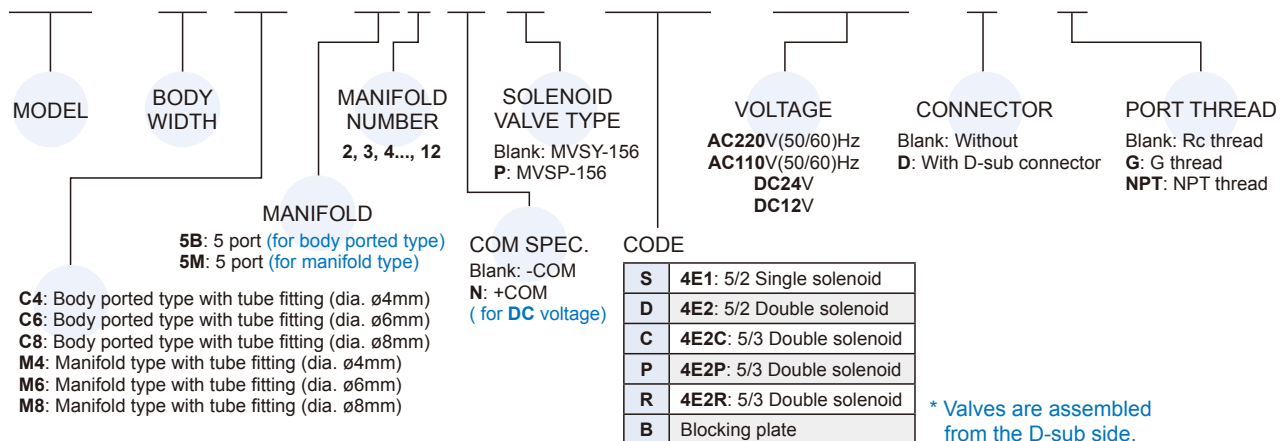 MODEL
BODY
WIDTH
MANIFOLD
NUMBER
2, 3, 4..., 12
SOLENOID
VALVE TYPE
Blank: MVSY-156
P: MVSP-156
VOLTAGE
AC220V(50/60)Hz
AC110V(50/60)Hz
DC24V
DC12V
CONNECTOR
Blank: Without
D: With D-sub connector
PORT THREAD
Blank: Rc thread
G: G thread
NPT: NPT thread
MANIFOLD
5B: 5 port (for body ported type)
5M: 5 port (for manifold type)
COM SPEC.
Blank: -COM
N: +COM
( for DC voltage)
C4: Body ported type with tube fitting (dia. ø4mm)
C6: Body ported type with tube fitting (dia. ø6mm)
C8: Body ported type with tube fitting (dia. ø8mm)
M4: Manifold type with tube fitting (dia. ø4mm)
M6: Manifold type with tube fitting (dia. ø6mm)
M8: Manifold type with tube fitting (dia. ø8mm)
CODE
S 4E1: 5/2 Single solenoid
D 4E2: 5/2 Double solenoid
C 4E2C: 5/3 Double solenoid
P 4E2P: 5/3 Double solenoid
R 4E2R: 5/3 Double solenoid
B Blocking plate
* Valves are assembled
from the D-sub side.